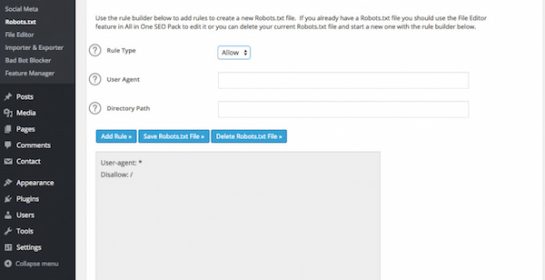 Social Meta
Robots.txt
File Editor
Importer & Exporter
Bad Bot Blocker
Feature Manager
Posts
Media
Pages
Comments
Contact
Appearance
Plugins
Users
Tools
Settings
Collapse menu
Use the rule builder below to add rules to create a new Robots.txt file. If you already have a Robots.txt file you should use the File Editor
feature in All in One SEO Pack to edit it or you can delete your current Robots.txt file and start a new one with the rule builder below.
Rule Type
Allow
User Agent
Directory Path
Add Rule » Save Robots.txt File » Delete Robots.txt File »
User-agent: *
Disallow: /